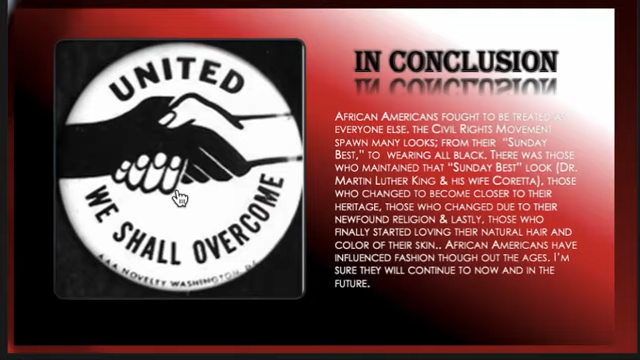 UNITED
WE SHALL OVERCOME
AAA NOVELTY WASHINGTON, D.C.
IN CONCLUSION
African Americans fought to be treated as
everyone else. the Civil Rights Movement
spawn many looks; from their "Sunday
Best," to wearing all black. There was those
who maintained that "Sunday Best" look (Dr.
Martin Luther King & his wife Coretta), those
who changed to become closer to their
heritage, those who changed due to their
newfound religion & lastly, those who
finally started loving their natural hair and
color of their skin.. African Americans have
influenced fashion though out the ages. I'm
sure they will continue to now and in the
future.